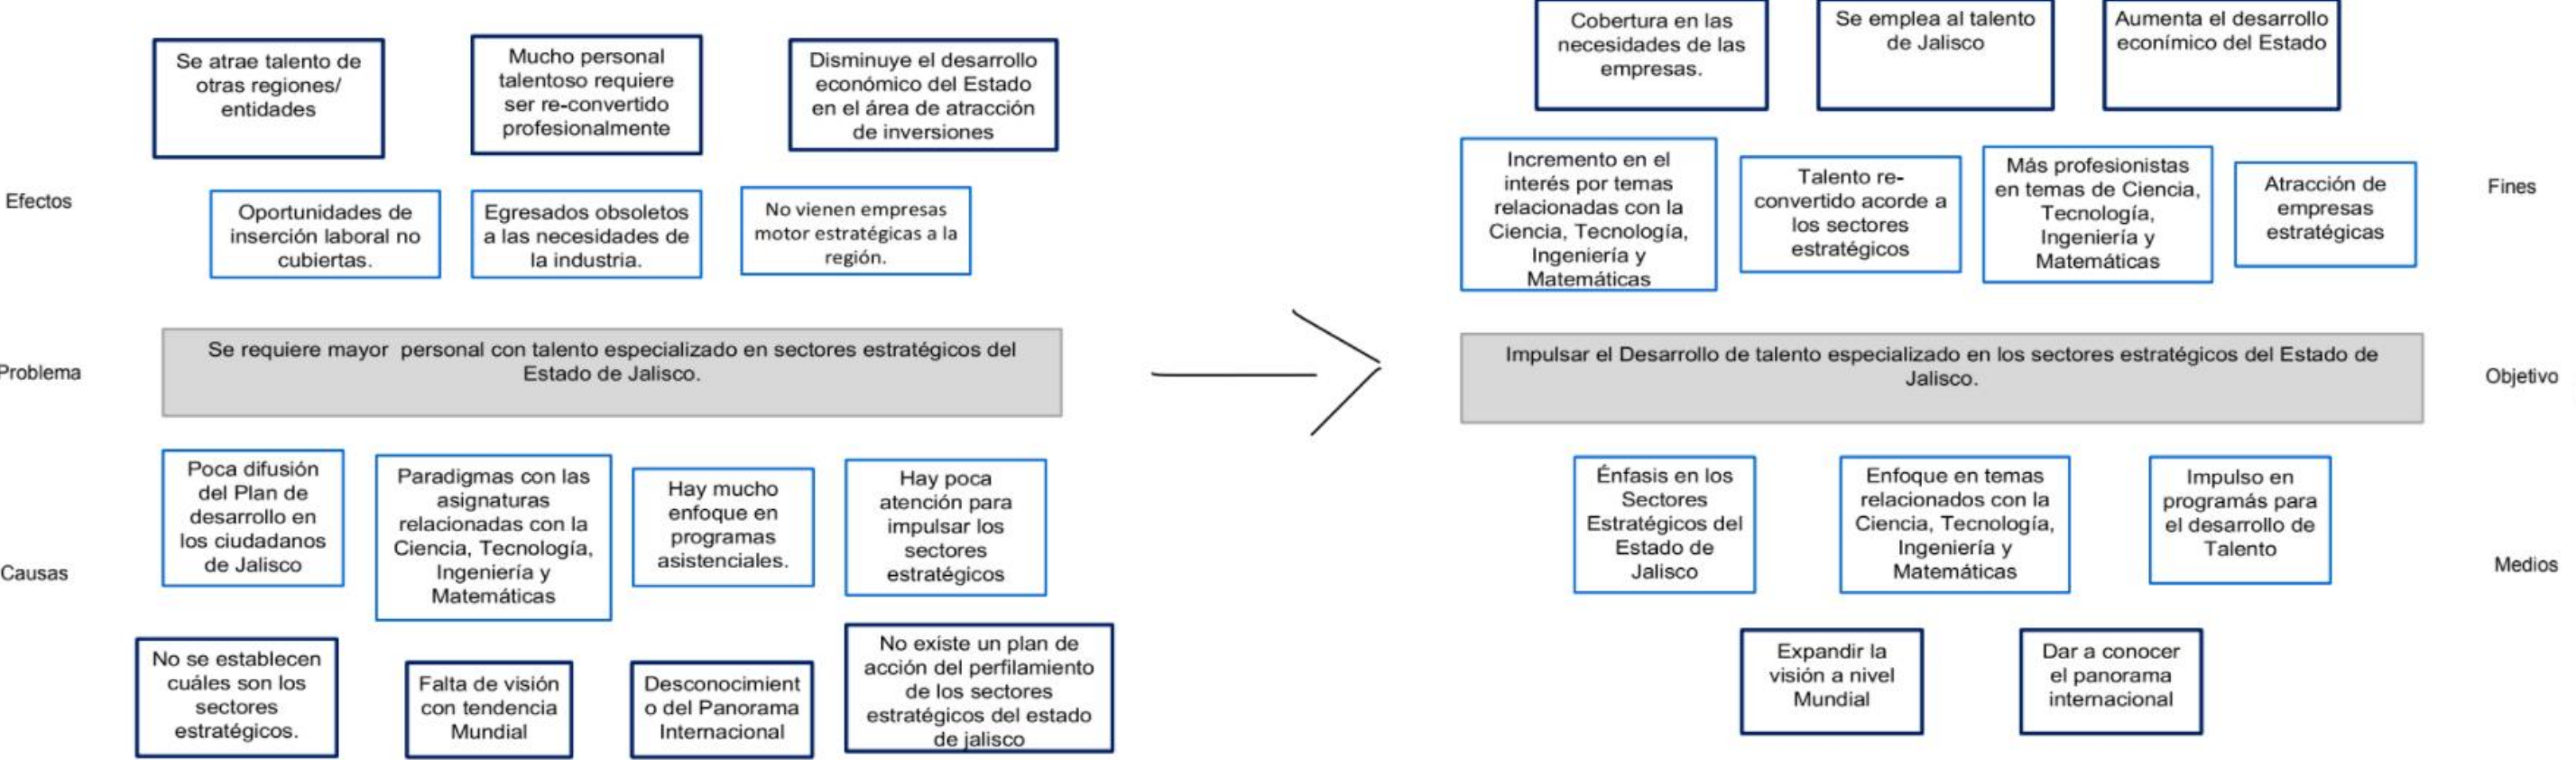 Se atrae talento de
otras regiones/
entidades
Mucho personal
talentoso requiere
ser re-convertido
profesionalmente
Disminuye el desarrollo
económico del Estado
en el área de atracción
de inversiones
Efectos
Oportunidades de
inserción laboral no
cubiertas.
Egresados obsoletos
a las necesidades de
la industria.
No vienen empresas
motor estratégicas a la
región.
Problema
Se requiere mayor personal con talento especializado en sectores estratégicos del
Estado de Jalisco.
Causas
Poca difusión
del Plan de
desarrollo en
los ciudadanos
de Jalisco
Paradigmas con las
asignaturas
relacionadas con la
Ciencia, Tecnología,
Ingeniería y
Matemáticas
Hay mucho
enfoque en
programas
asistenciales.
Hay poca
atención para
impulsar los
sectores
estratégicos
No se establecen
cuáles son los
sectores
estratégicos.
Falta de visión
con tendencia
Mundial
Desconocimient
o del Panorama
Internacional
No existe un plan de
acción del perfilamiento
de los sectores
estratégicos del estado
de jalisco
Cobertura en las
necesidades de las
empresas.
Se emplea al talento
de Jalisco
Aumenta el desarrollo
econímico del Estado
Incremento en el
interés por temas
relacionadas con la
Ciencia, Tecnología,
Ingeniería y
Matemáticas
Talento re-
convertido acorde a
los sectores
estratégicos
Más profesionistas
en temas de Ciencia,
Tecnología,
Ingeniería y
Matemáticas
Atracción de
empresas
estratégicas
Fines
Impulsar el Desarrollo de talento especializado en los sectores estratégicos del Estado de
Jalisco.
Objetivo
Énfasis en los
Sectores
Estratégicos del
Estado de
Jalisco
Enfoque en temas
relacionados con la
Ciencia, Tecnología,
Ingeniería y
Matemáticas
Impulso en
programás para
el desarrollo de
Talento
Medios
Expandir la
visión a nivel
Mundial
Dar a conocer
el panorama
internacional